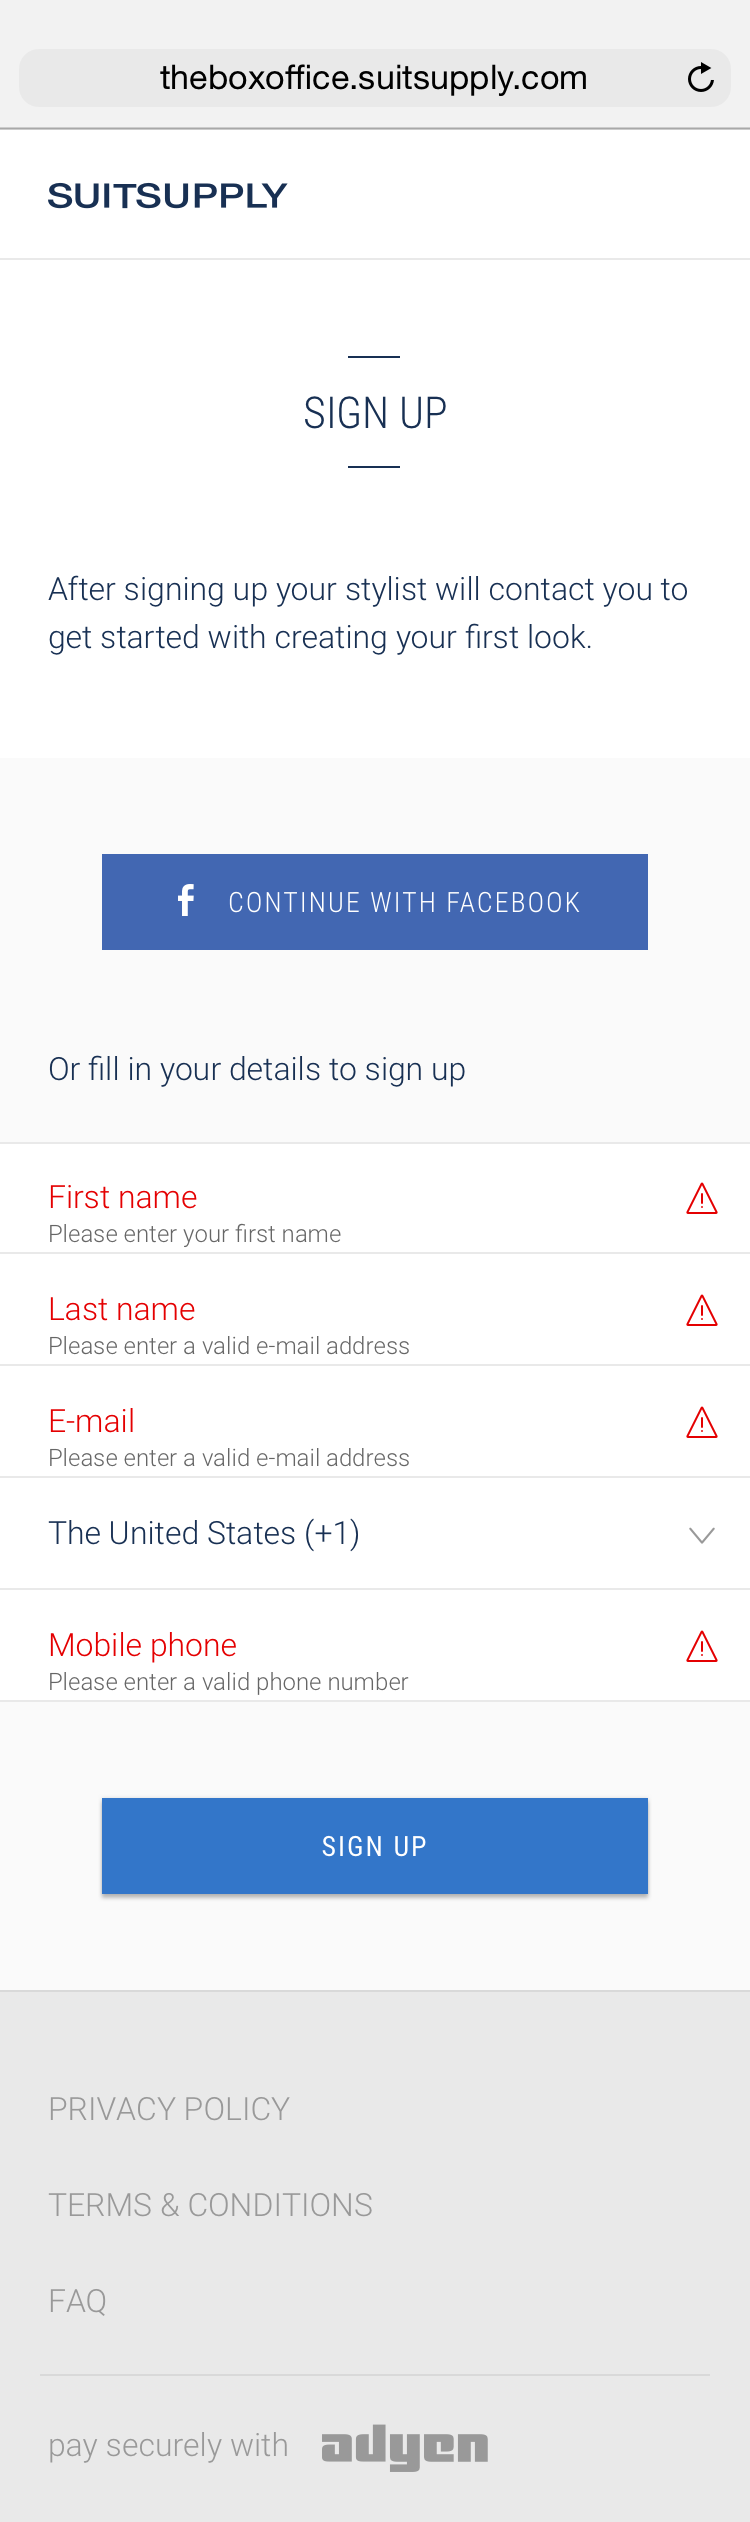 theboxoffice.suitsupply.com
SUITSUPPLY
SIGN UP
After signing up your stylist will contact you to
get started with creating your first look.
f CONTINUE WITH FACEBOOK
Or fill in your details to sign up
First name
Please enter your first name
Last name
Please enter a valid e-mail address
E-mail
Please enter a valid e-mail address
The United States (+1)
Mobile phone
Please enter a valid phone number
SIGN UP
PRIVACY POLICY
TERMS & CONDITIONS
FAQ
pay securely with adyen